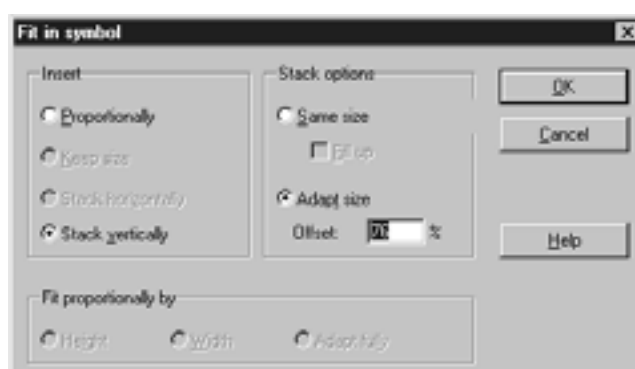 Fit in symbol
Insert
Proportionally
Keep size
Stack horizontally
Stack vertically
Stack options
Same size
Fill up
Adapt size
Offset: %
OK
Cancel
Help
Fit proportionally by
Height Width Adapt fully